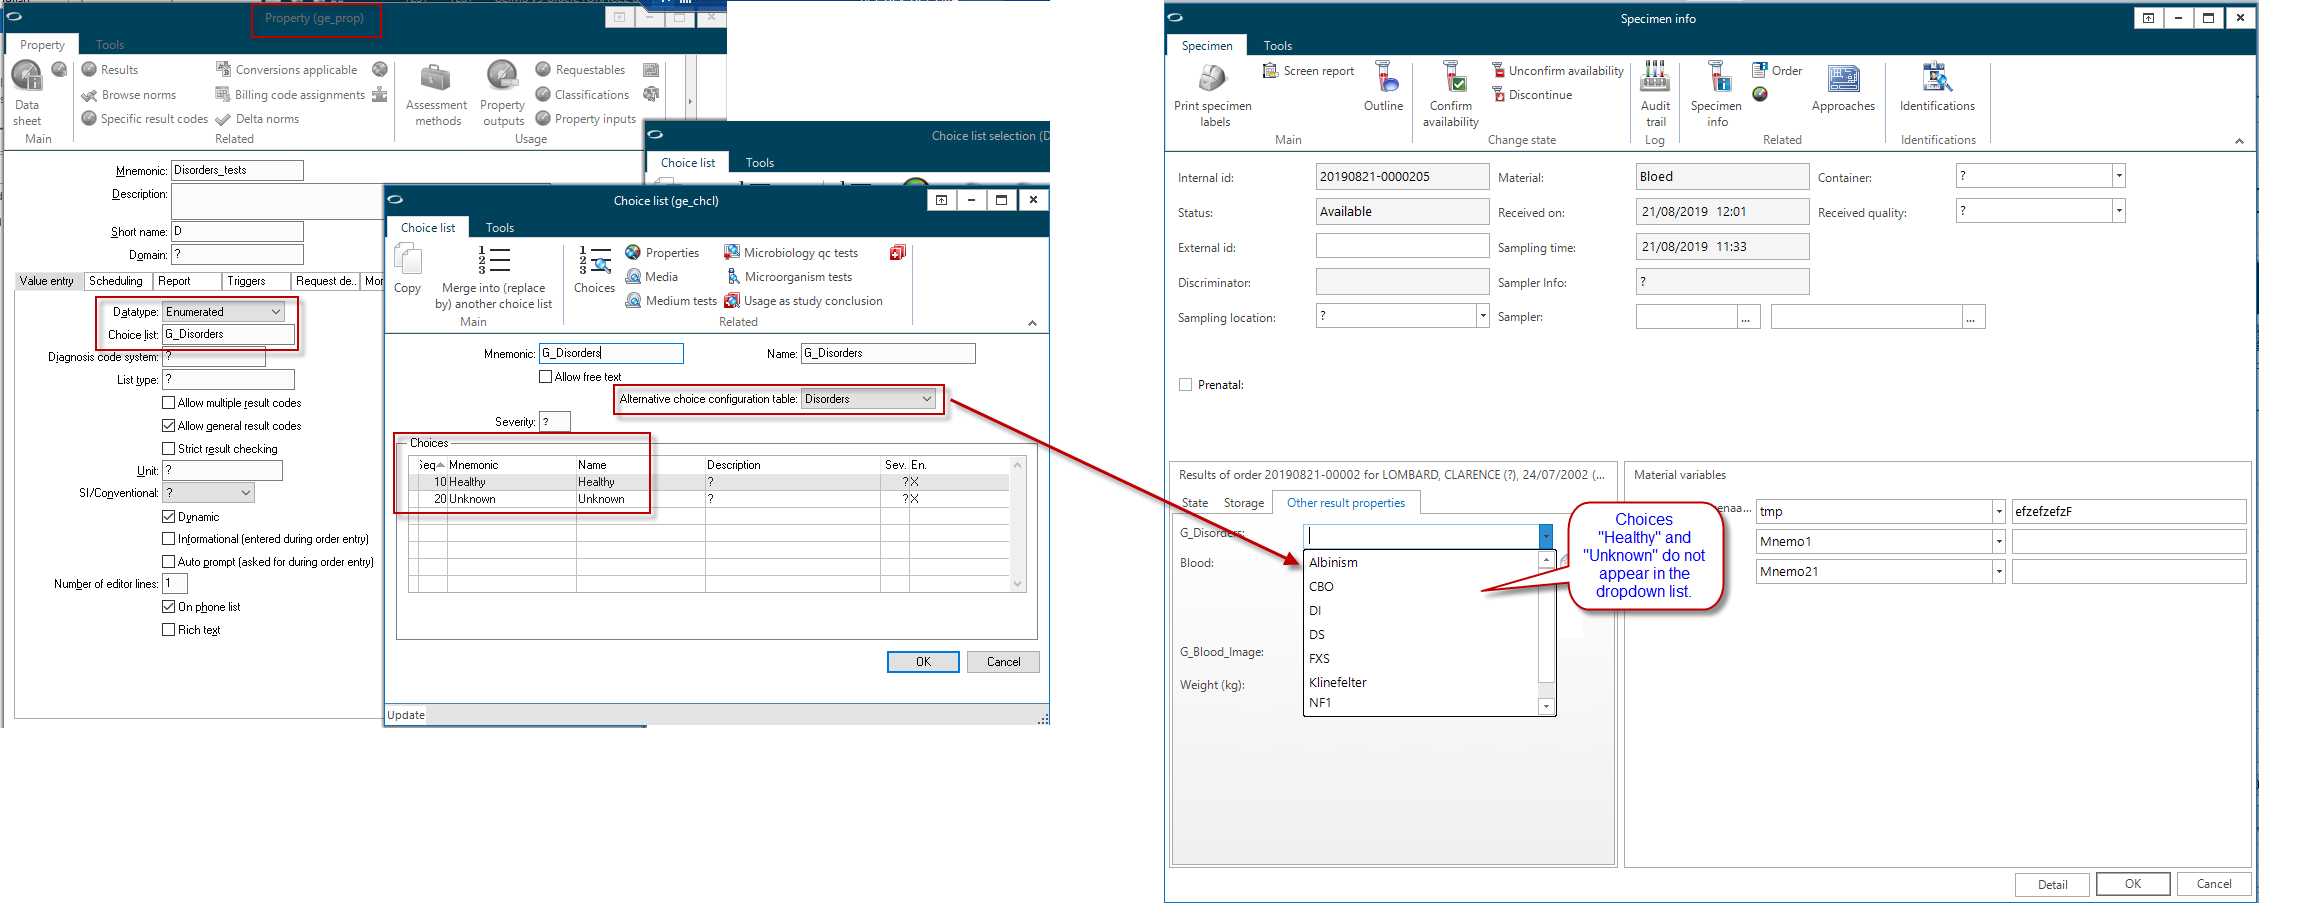 Property (ge_prop)
Property Tools
Data sheet
Results
Browse norms
Specific result codes
Conversions applicable
Billing code assignments
Delta norms
Assessment methods
Property outputs
Requestables
Classifications
Property inputs
Main Related Usage
Mnemonic: Disorders_tests
Description:
Short name: D
Domain: ?
Value entry Scheduling Report Triggers Request de.. Mor
Datatype: Enumerated
Choice list: G_Disorders
Diagnosis code system: ?
List type: ?
Allow multiple result codes
Allow general result codes
Strict result checking
Unit: ?
SI/Conventional: ?
Dynamic
Informational (entered during order entry)
Auto prompt (asked for during order entry)
Number of editor lines: 1
On phone list
Rich text
Choice list selection (D
Choice list Tools
Choice list (ge_chcl)
Choice list Tools
Copy
Merge into (replace
by) another choice list
Choices
Properties
Media
Medium tests
Microbiology qc tests
Microorganism tests
Usage as study conclusion
Main Related
Mnemonic: G_Disorders Name: G_Disorders
Allow free text
Alternative choice configuration table: Disorders
Severity: ?
Choices
Seq Mnemonic Name Description Sev. En.
10 Healthy Healthy ? ? X
20 Unknown Unknown ? ? X
OK Cancel
Update
Specimen info
Specimen Tools
Print specimen
labels
Screen report
Outline
Confirm
availability
Unconfirm availability
Discontinue
Audit
trail
Specimen
info
Order
Approaches
Identifications
Main Change state Log Related Identifications
Internal id: 20190821-0000205 Material: Bloed Container: ?
Status: Available Received on: 21/08/2019 12:01 Received quality: ?
External id: Sampling time: 21/08/2019 11:33
Discriminator: Sampler Info: ?
Sampling location: ? Sampler: ... ...
Prenatal:
Results of order 20190821-00002 for LOMBARD, CLARENCE (?), 24/07/2002 (...
State Storage Other result properties
G_Disorders:
Blood:
Albinism
CBO
DI
DS
FXS
Klinefelter
NF1
G_Blood_Image:
Weight (kg):
Choices
"Healthy" and
"Unknown" do not
appear in the
dropdown list.
Material variables
enaa... tmp efzefzefzF
Mnemo1
Mnemo21
Detail OK Cancel